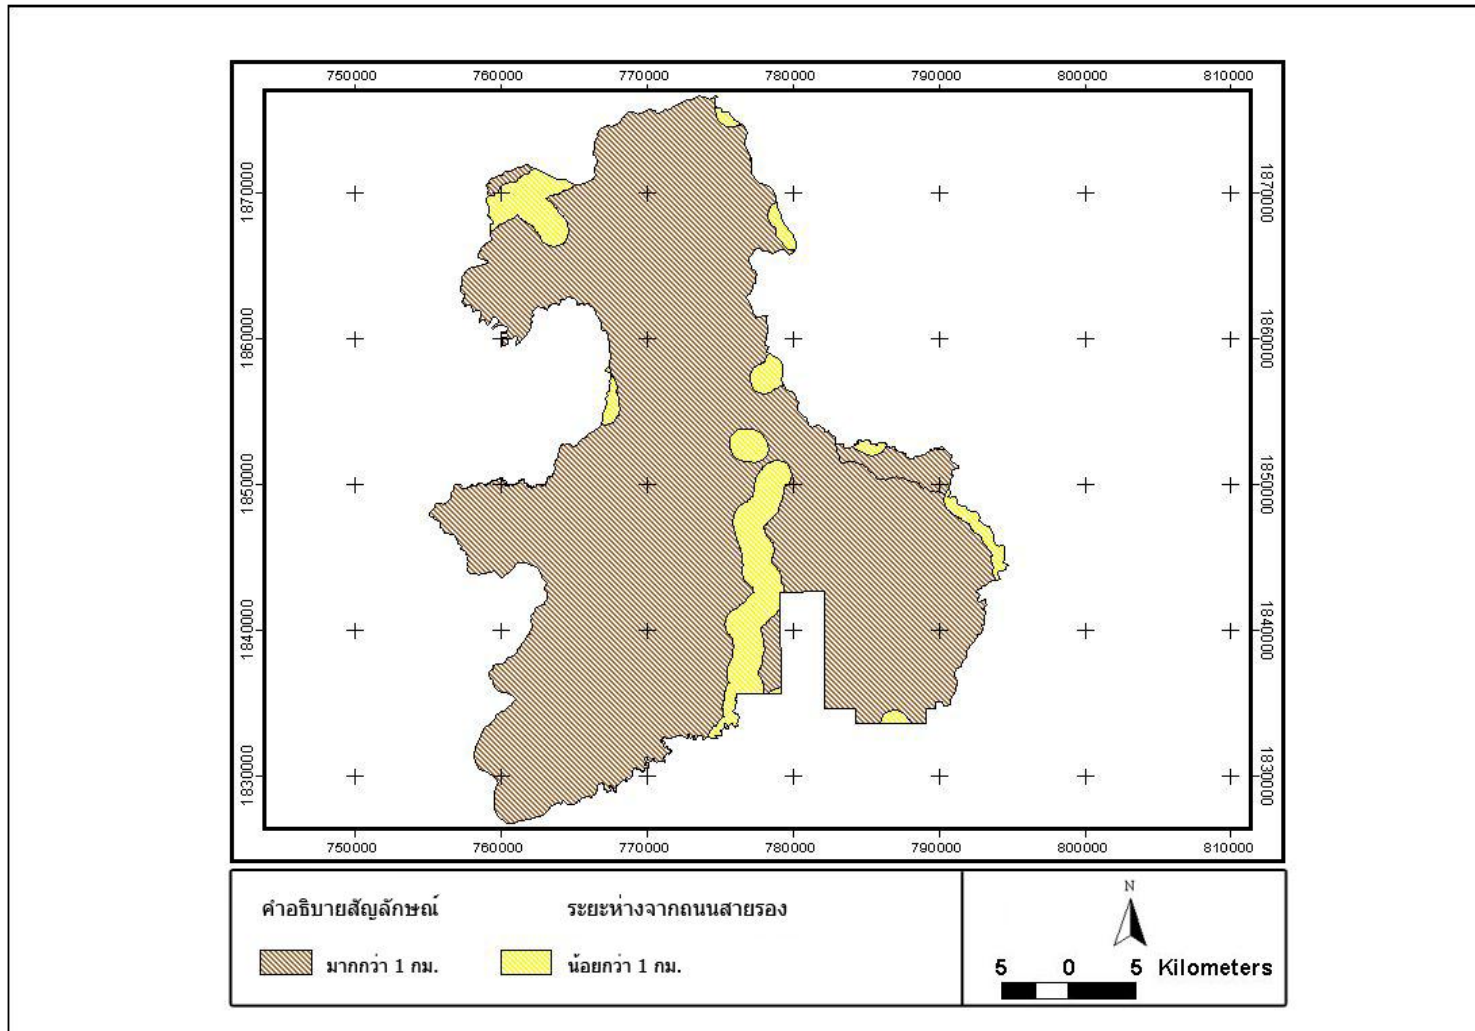 750000 760000 770000 780000 790000 800000 810000
1870000 1870000
1860000 1860000
1850000 1850000
1840000 1840000
1830000 1830000
750000 760000 770000 780000 790000 800000 810000
คำอธิบายสัญลักษณ์ ระยะห่างจากถนนสายรอง
มากกว่า 1 กม. น้อยกว่า 1 กม.
N
5 0 5 Kilometers